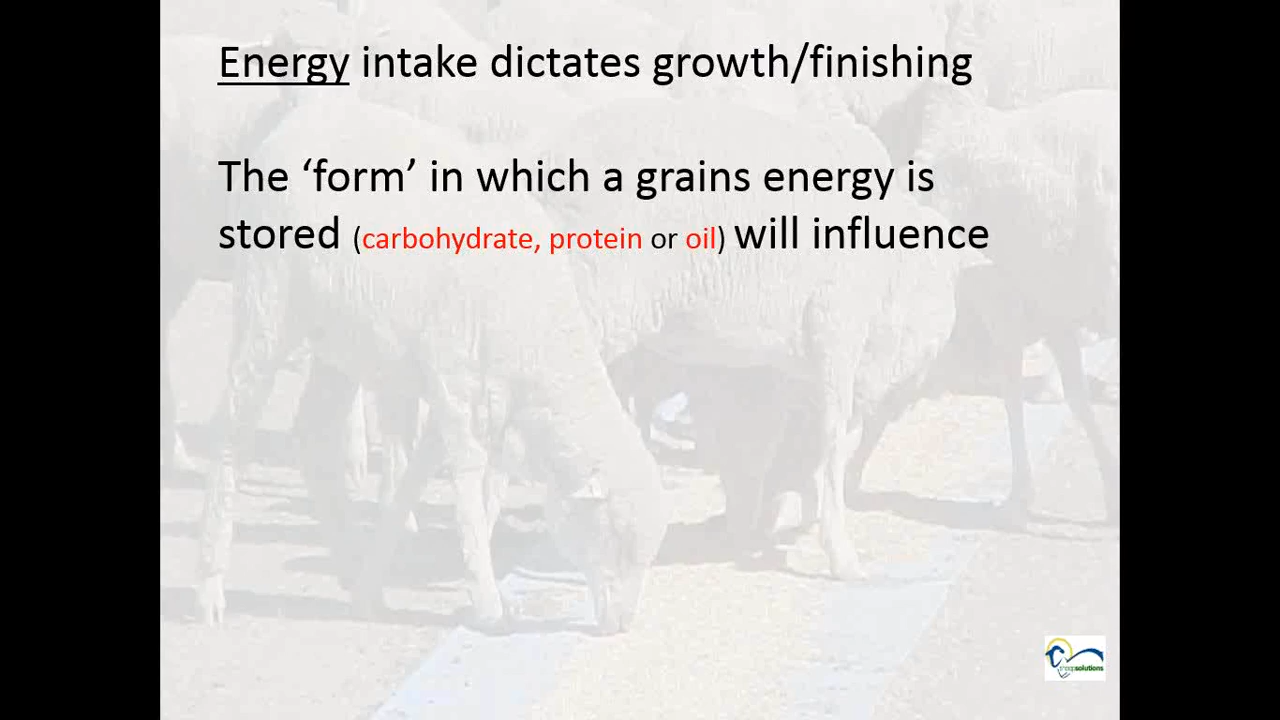 Energy intake dictates growth/finishing
The ‘form’ in which a grains energy is
stored (carbohydrate, protein or oil) will influence